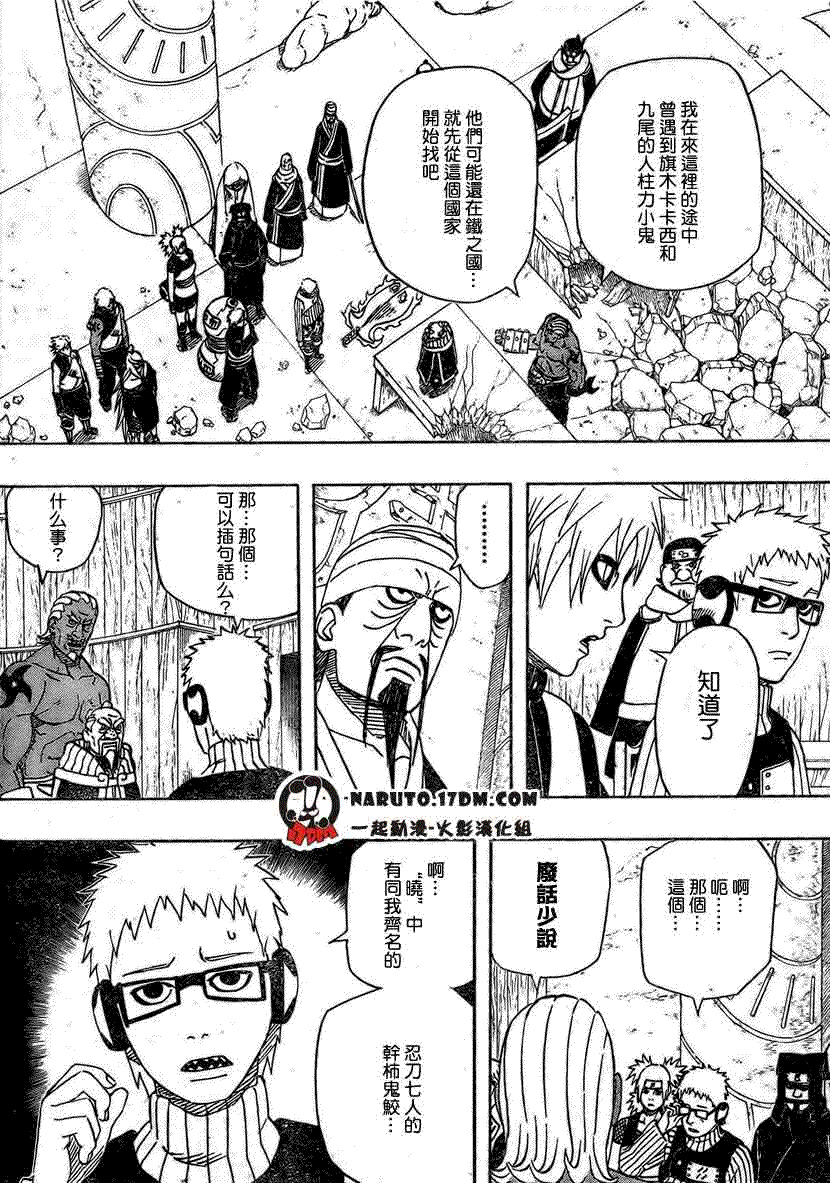 我在來這裡的途中
曾遇到旗木卡卡西和
九尾的人柱力小鬼
他們可能還在鐵之國…
就先從這個國家
開始找吧
知道了
………
那…那個…
可以插句話么？
什么事？
NARUTO.17DM.COM
17DM
一起動漫-火影漢化組
啊…
呃……
那個…
這個…
廢話少說
啊…
“曉”中
有同我齊名的
忍刀七人的
幹柿鬼鮫…